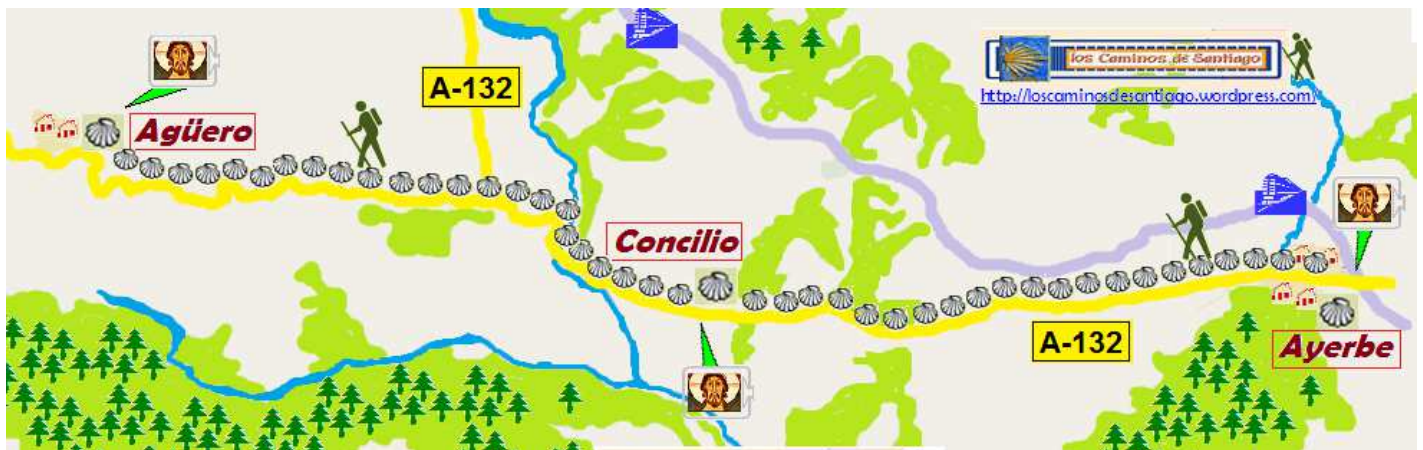 los Caminos de Santiago
http://loscaminosdesantiago.wordpress.com/
A-132
Agüero
Concilio
A-132
Ayerbe